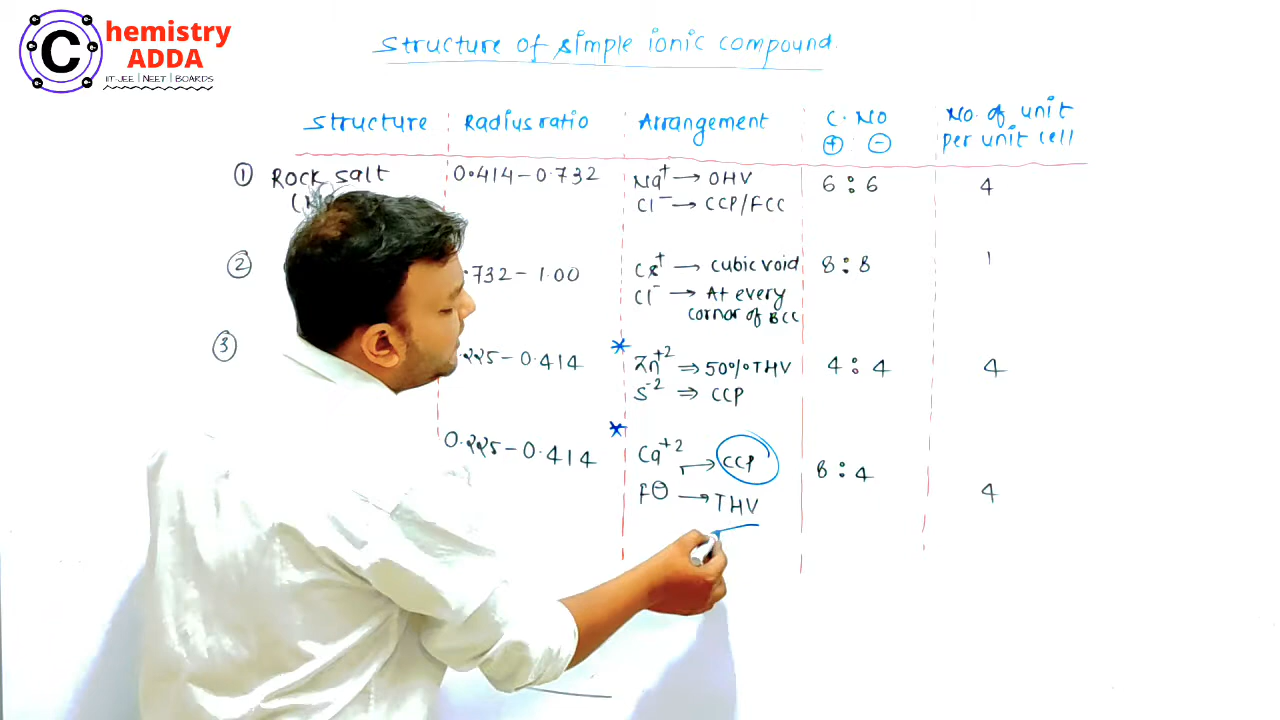 C
hemistry
ADDA
IIT-JEE | NEET | BOARDS
Structure of simple ionic compound.
Structure Radius ratio Arrangement C.NO No. of unit
+ - per unit cell
① Rock salt 0.414-0.732 Na+ → OHV 6:6 4
Cl- → CCP/FCC
② .732-1.00 Cs+ → cubic void 8:8 1
Cl- → At every
cornor of BCC
③ .225-0.414 * Zn+2 ⇒ 50% THV 4:4 4
S-2 ⇒ CCP
0.225-0.414 * Ca+2 → CCP 8:4 4
F⊖ → THV